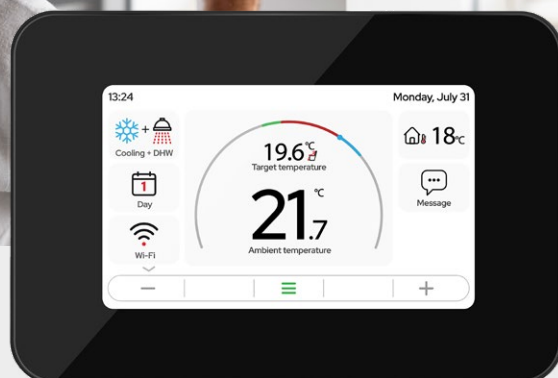 13:24
Monday, July 31
Cooling + DHW
1
Day
Wi-Fi
19.6°C
Target temperature
21.7 °C
Ambient temperature
18°C
Message